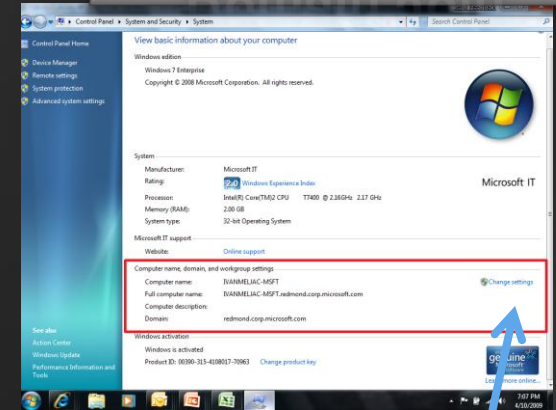 Control Panel ▸ System and Security ▸ System
Search Control Panel
Control Panel Home
Device Manager
Remote settings
System protection
Advanced system settings
See also
Action Center
Windows Update
Performance Information and
Tools
View basic information about your computer
Windows edition
Windows 7 Enterprise
Copyright © 2008 Microsoft Corporation. All rights reserved.
System
Manufacturer: Microsoft IT
Rating: Windows Experience Index
Processor: Intel(R) Core(TM)2 CPU T7400 @ 2.16GHz 2.17 GHz
Memory (RAM): 2.00 GB
System type: 32-bit Operating System
Microsoft IT
Microsoft IT support
Website: Online support
Computer name, domain, and workgroup settings
Computer name: IVANMELJAC-MSFT
Change settings
Full computer name: IVANMELJAC-MSFT.redmond.corp.microsoft.com
Computer description:
Domain: redmond.corp.microsoft.com
Windows activation
Windows is activated
Product ID: 00390-315-4108017-70963 Change product key
genuine
Microsoft
Learn more online...
7:07 PM
4/10/2009